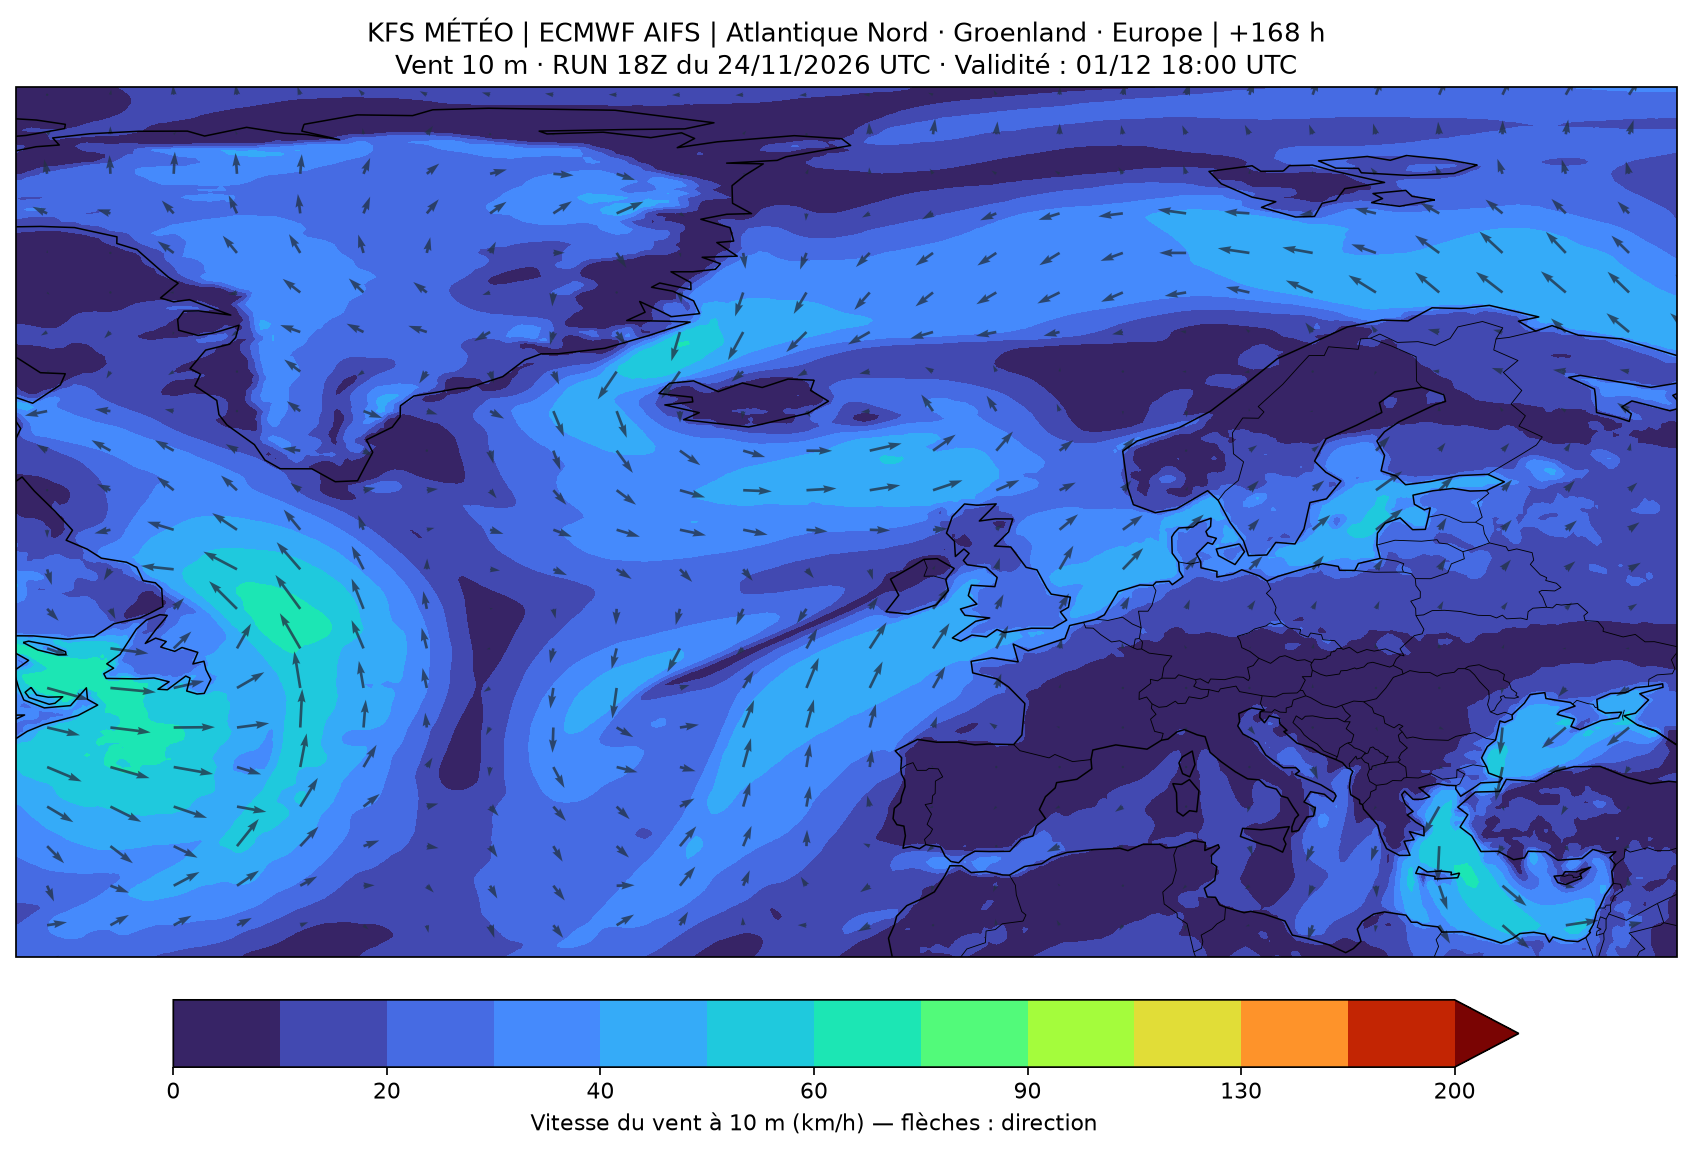 KFS MÉTÉO | ECMWF AIFS | Atlantique Nord · Groenland · Europe | +168 h
Vent 10 m · RUN 18Z du 24/11/2026 UTC · Validité : 01/12 18:00 UTC
0 20 40 60 90 130 200
Vitesse du vent à 10 m (km/h) — flèches : direction